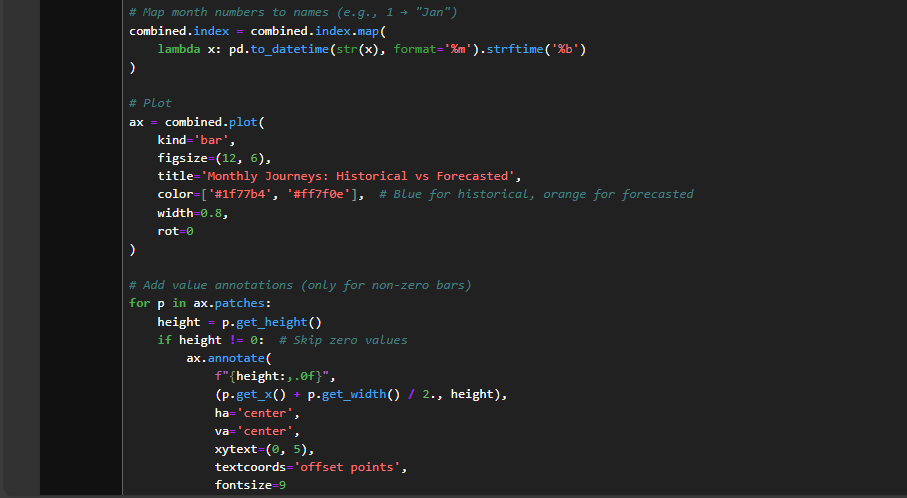 # Map month numbers to names (e.g., 1 → "Jan")
combined.index = combined.index.map(
    lambda x: pd.to_datetime(str(x), format='%m').strftime('%b')
)

# Plot
ax = combined.plot(
    kind='bar',
    figsize=(12, 6),
    title='Monthly Journeys: Historical vs Forecasted',
    color=['#1f77b4', '#ff7f0e'],  # Blue for historical, orange for forecasted
    width=0.8,
    rot=0
)

# Add value annotations (only for non-zero bars)
for p in ax.patches:
    height = p.get_height()
    if height != 0:  # Skip zero values
        ax.annotate(
            f"{height:,.0f}",
            (p.get_x() + p.get_width() / 2., height),
            ha='center',
            va='center',
            xytext=(0, 5),
            textcoords='offset points',
            fontsize=9